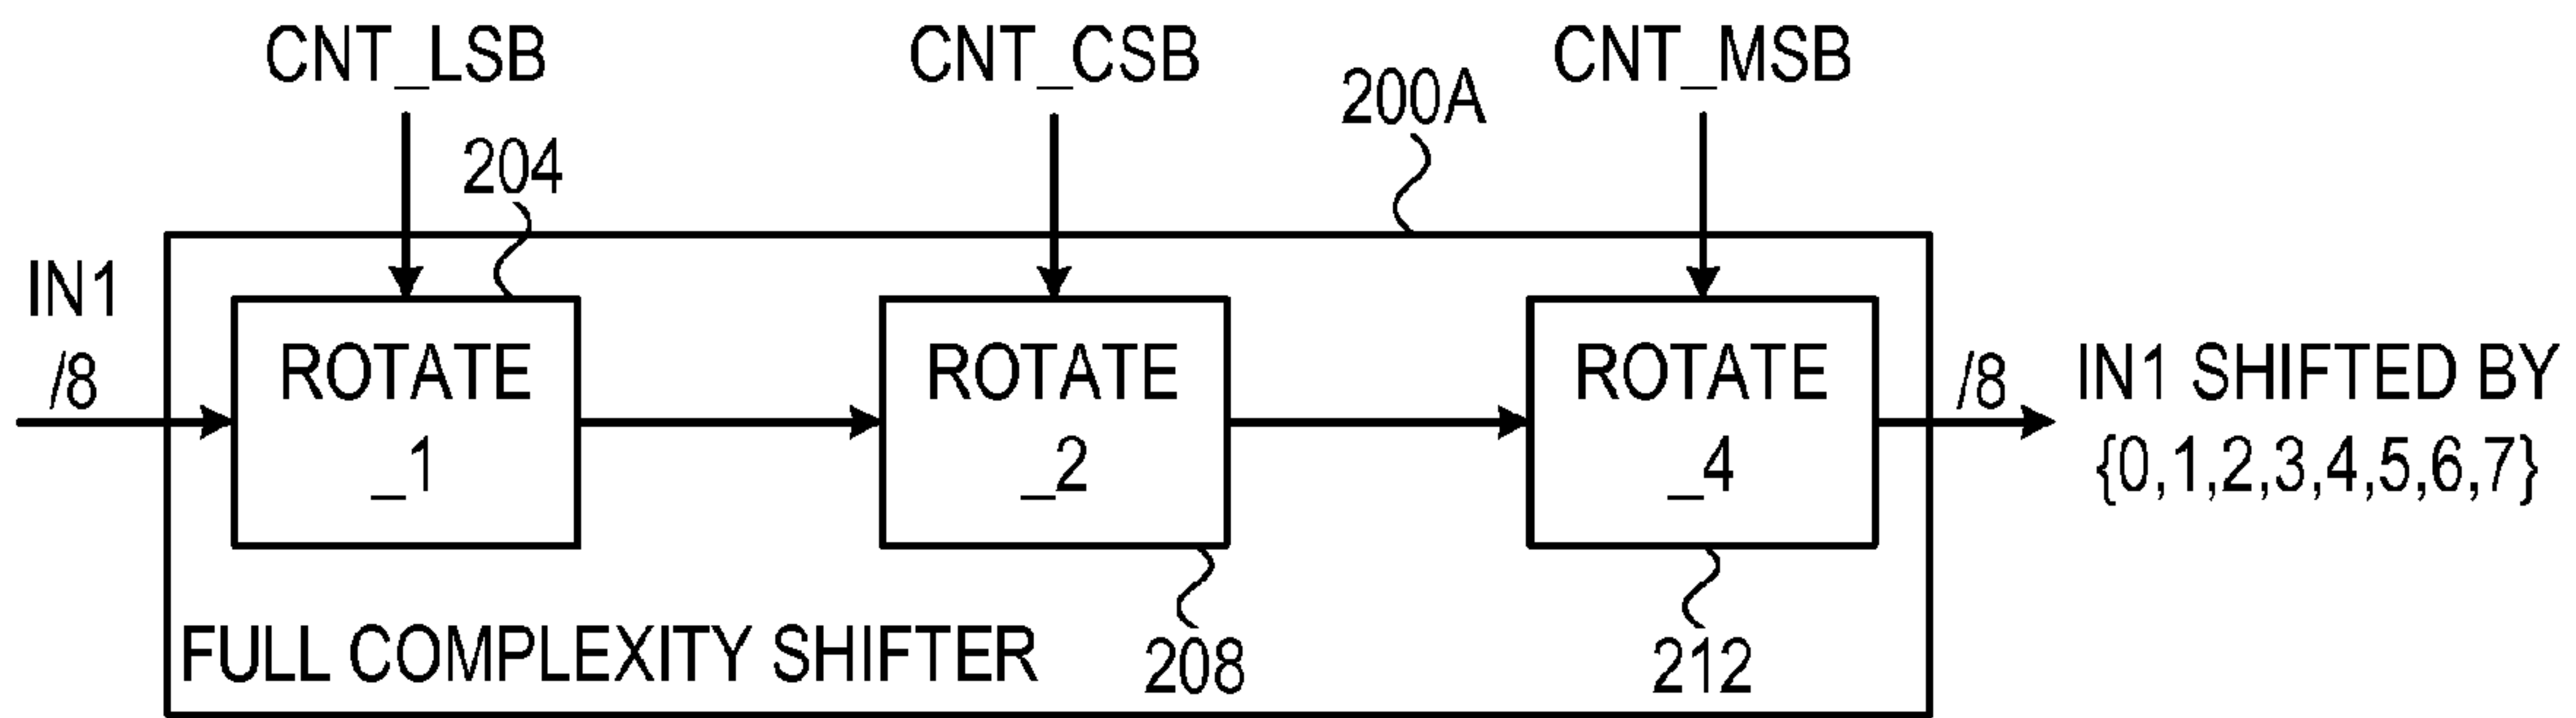 CNT_LSB
CNT_CSB
CNT_MSB
200A
204
IN1
/8
ROTATE
_1
ROTATE
_2
ROTATE
_4
/8
IN1 SHIFTED BY
{0,1,2,3,4,5,6,7}
FULL COMPLEXITY SHIFTER
208
212